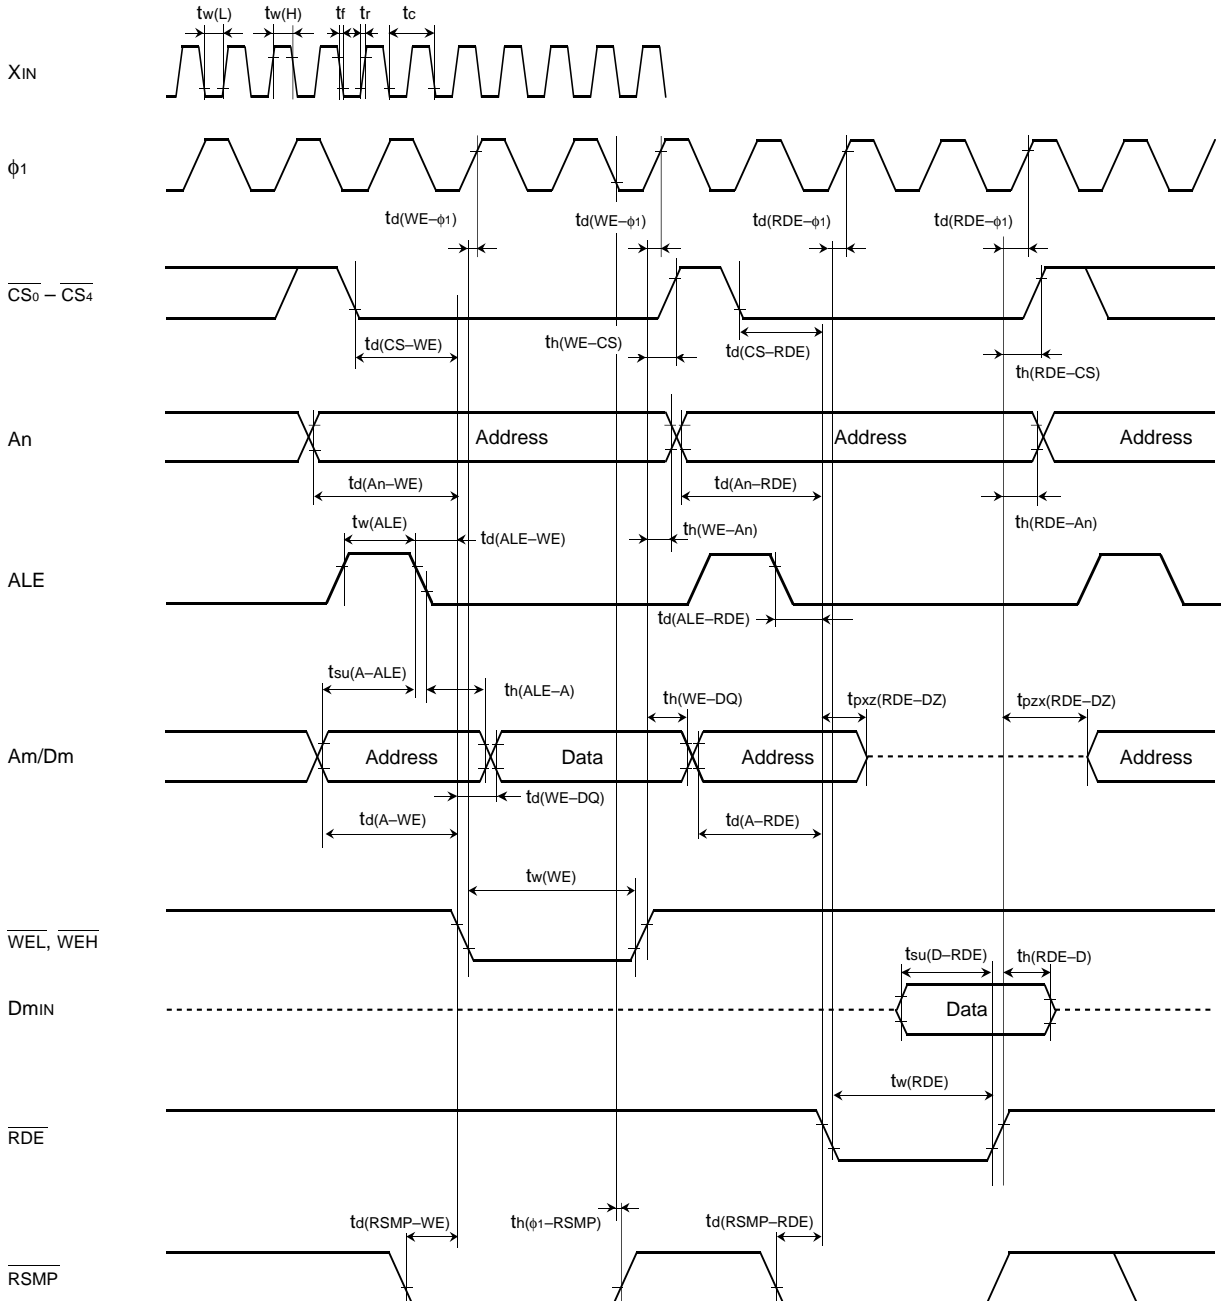 tw(L) tw(H) tf tr tc
XIN
ϕ1
td(WE–ϕ1) td(WE–ϕ1) td(RDE–ϕ1) td(RDE–ϕ1)
CS0 – CS4
td(CS–WE) th(WE–CS) td(CS–RDE) th(RDE–CS)
An Address Address Address
td(An–WE) td(An–RDE)
tw(ALE) td(ALE–WE) th(WE–An) th(RDE–An)
ALE
td(ALE–RDE)
tsu(A–ALE) th(ALE–A) th(WE–DQ) tpxz(RDE–DZ) tpzx(RDE–DZ)
Am/Dm Address Data Address Address
td(WE–DQ)
td(A–WE) td(A–RDE)
tw(WE)
WEL, WEH
tsu(D–RDE) th(RDE–D)
DmIN Data
tw(RDE)
RDE
td(RSMP–WE) th(ϕ1–RSMP) td(RSMP–RDE)
RSMP